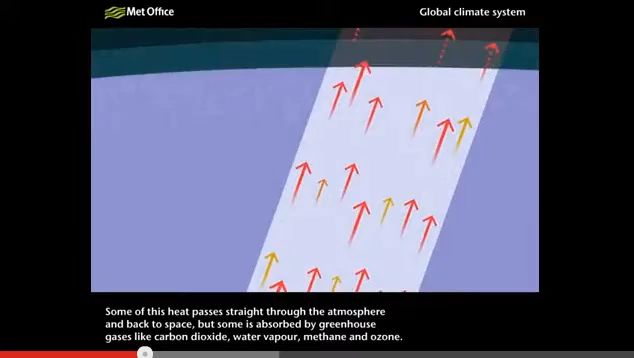 Met Office
Global climate system
Some of this heat passes straight through the atmosphere
and back to space, but some is absorbed by greenhouse
gases like carbon dioxide, water vapour, methane and ozone.